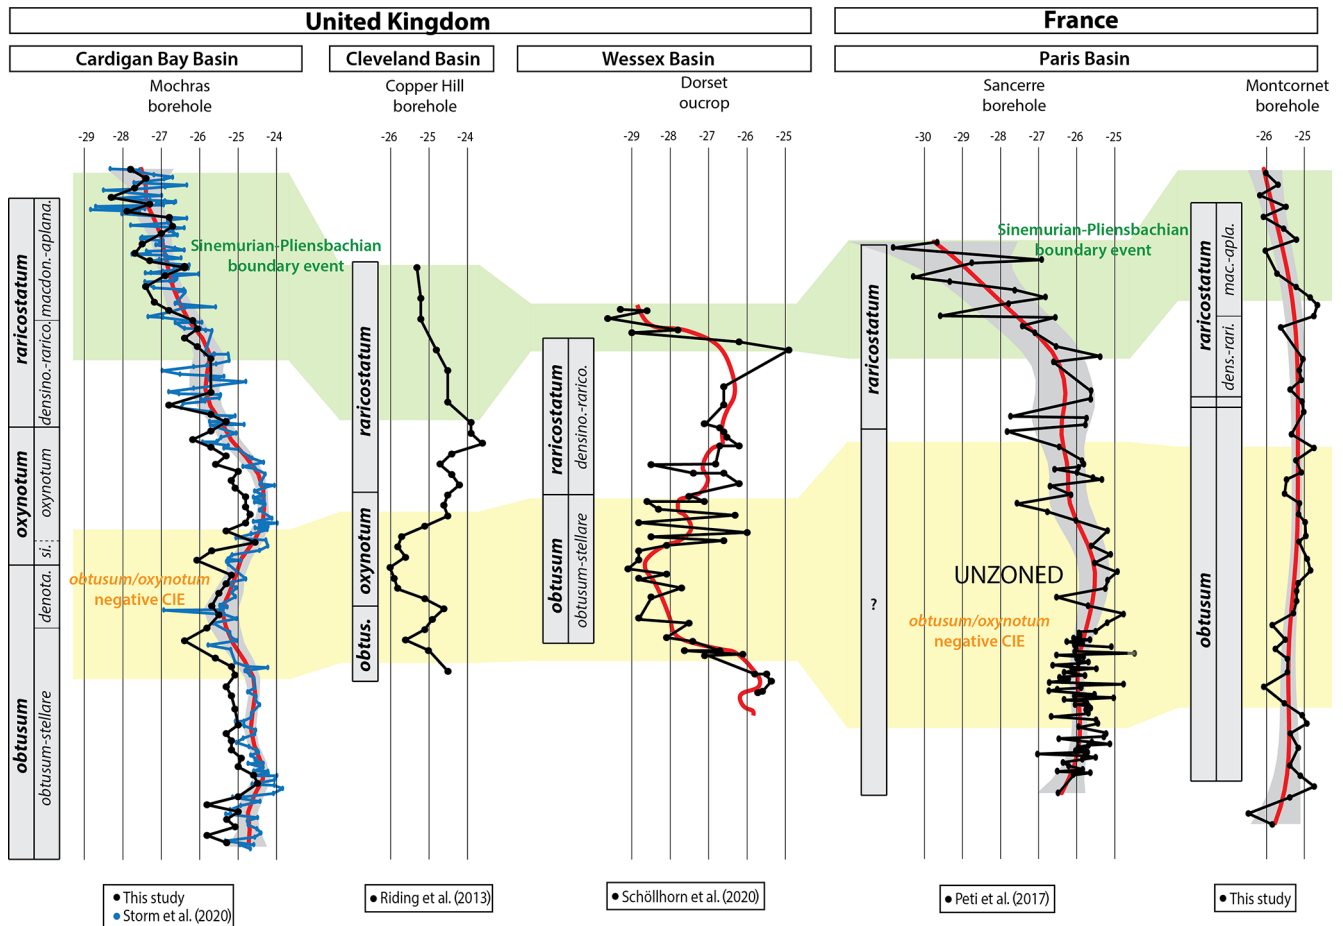 United Kingdom
France
Cardigan Bay Basin
Cleveland Basin
Wessex Basin
Paris Basin
Mochras
borehole
Copper Hill
borehole
Dorset
oucrop
Sancerre
borehole
Montcornet
borehole
-29 -28 -27 -26 -25 -24
-26 -25 -24
-29 -28 -27 -26 -25
-30 -29 -28 -27 -26 -25
-26 -25
raricostatum
macdon.-aplana.
densino.-rarico.
oxynotum
oxynotum
si.
obtusum
denota.
obtusum-stellare
Sinemurian-Pliensbachian
boundary event
obtusum/oxynotum
negative CIE
raricostatum
oxynotum
obtus.
raricostatum
densino.-rarico.
obtusum
obtusum-stellare
raricostatum
?
UNZONED
Sinemurian-Pliensbachian
boundary event
obtusum/oxynotum
negative CIE
raricostatum
mac.-apla.
dens.-rari.
obtusum
This study
Storm et al. (2020)
Riding et al. (2013)
Schöllhorn et al. (2020)
Peti et al. (2017)
This study